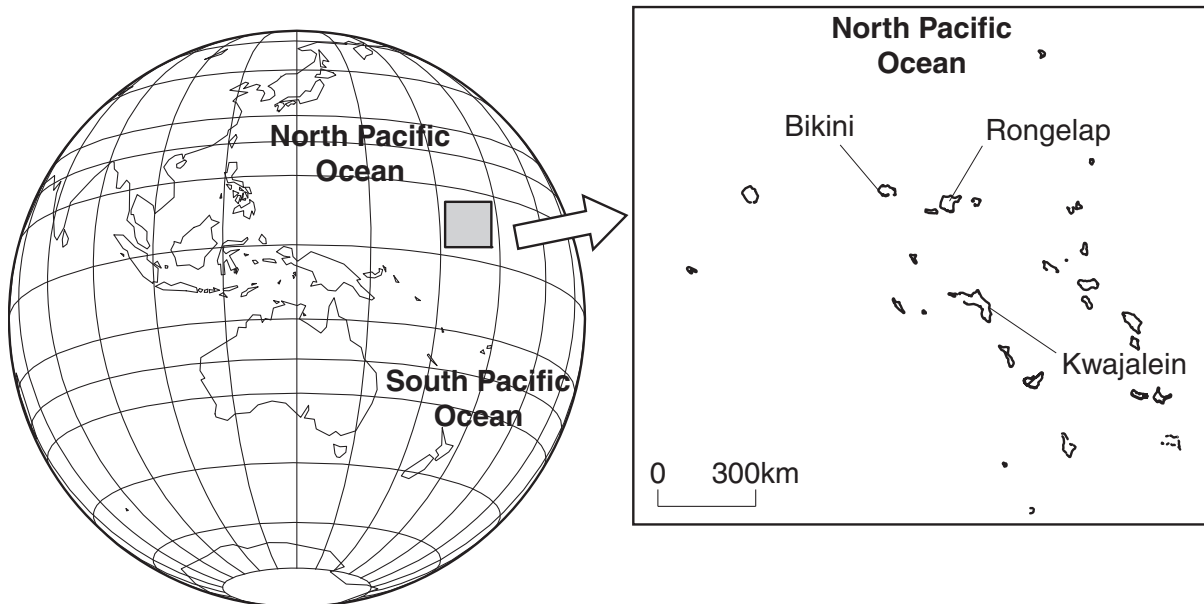 North Pacific
Ocean
South Pacific
Ocean
North Pacific
Ocean
Bikini
Rongelap
Kwajalein
0 300km